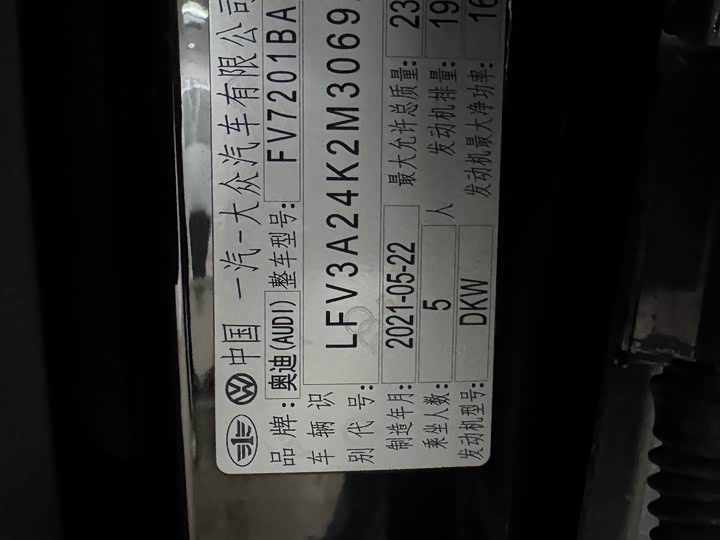 中国 一汽-大众汽车有限公司
品牌: 奥迪(AUDI) 整车型号: FV7201BA
车辆识别代号: LFV3A24K2M3069
制造年月: 2021-05-22 最大允许总质量: 23
乘坐人数: 5 人 发动机排量: 19
发动机型号: DKW 发动机最大净功率: 16